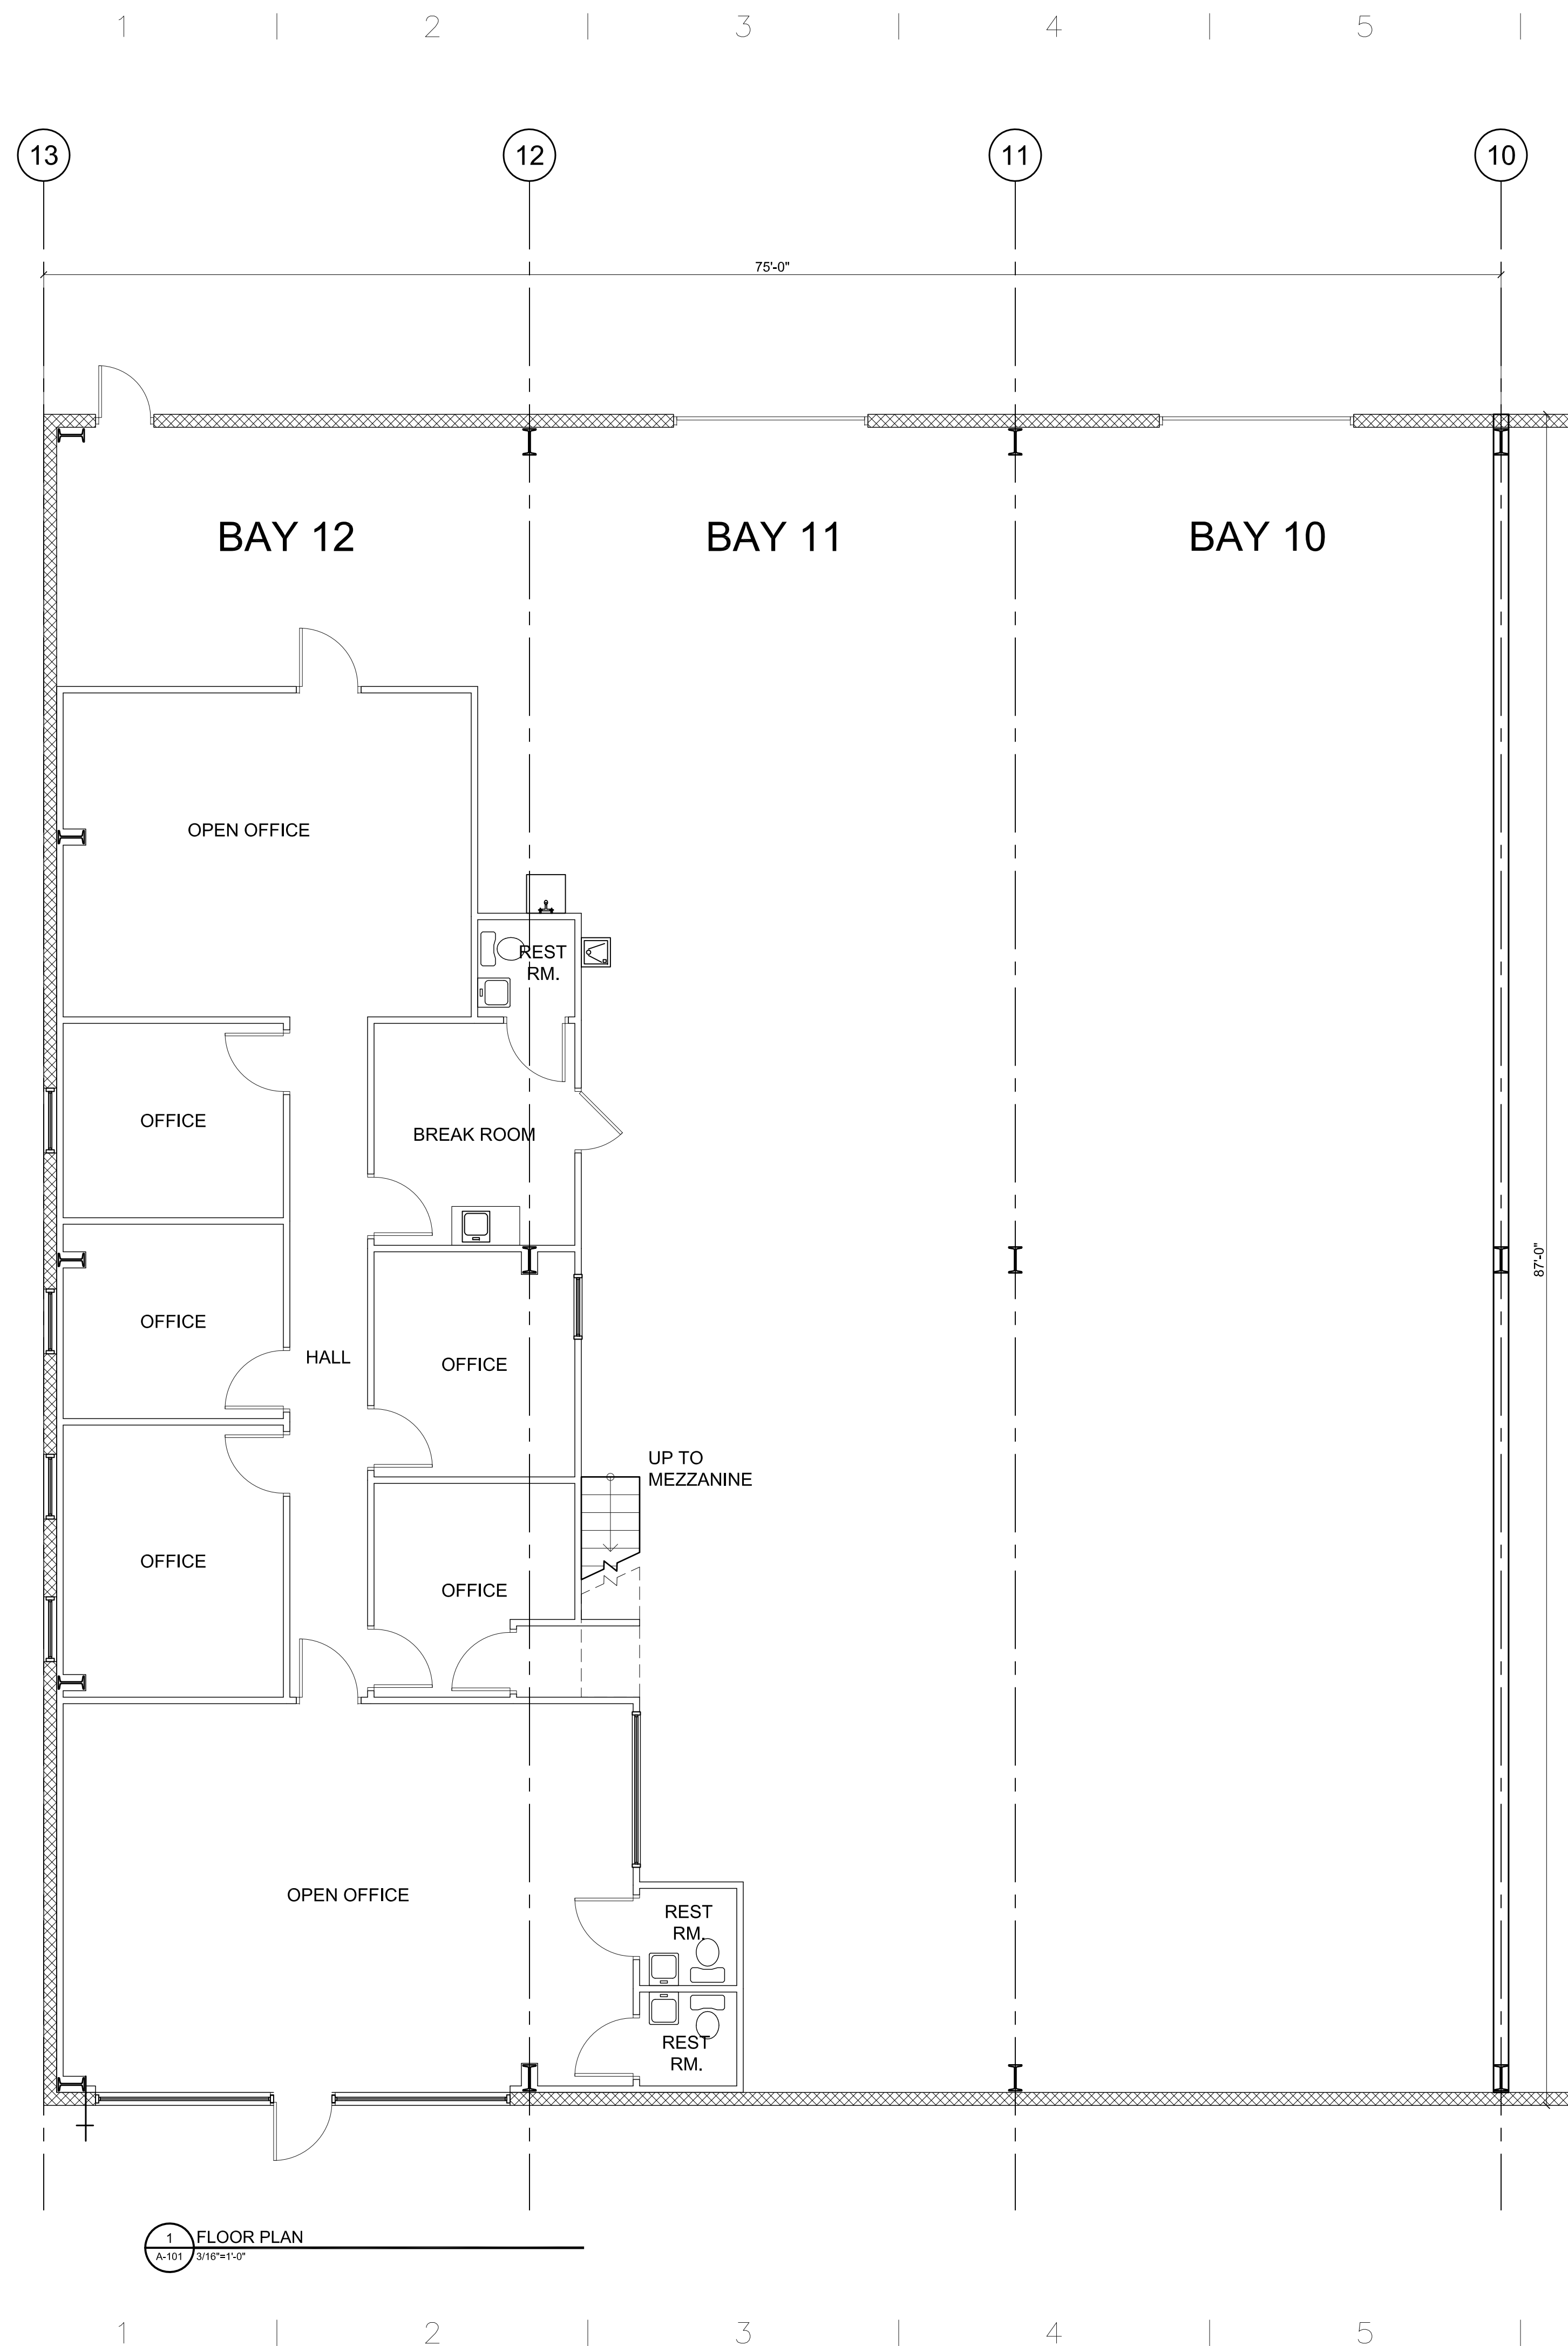 1 2 3 4 5
13 12 11 10
75'-0"
BAY 12 BAY 11 BAY 10
OPEN OFFICE
REST
RM.
OFFICE
BREAK ROOM
87'-0"
OFFICE
HALL
OFFICE
UP TO
MEZZANINE
OFFICE
OFFICE
OPEN OFFICE
REST
RM.
REST
RM.
1 FLOOR PLAN
A-101 3/16"=1'-0"
1 2 3 4 5